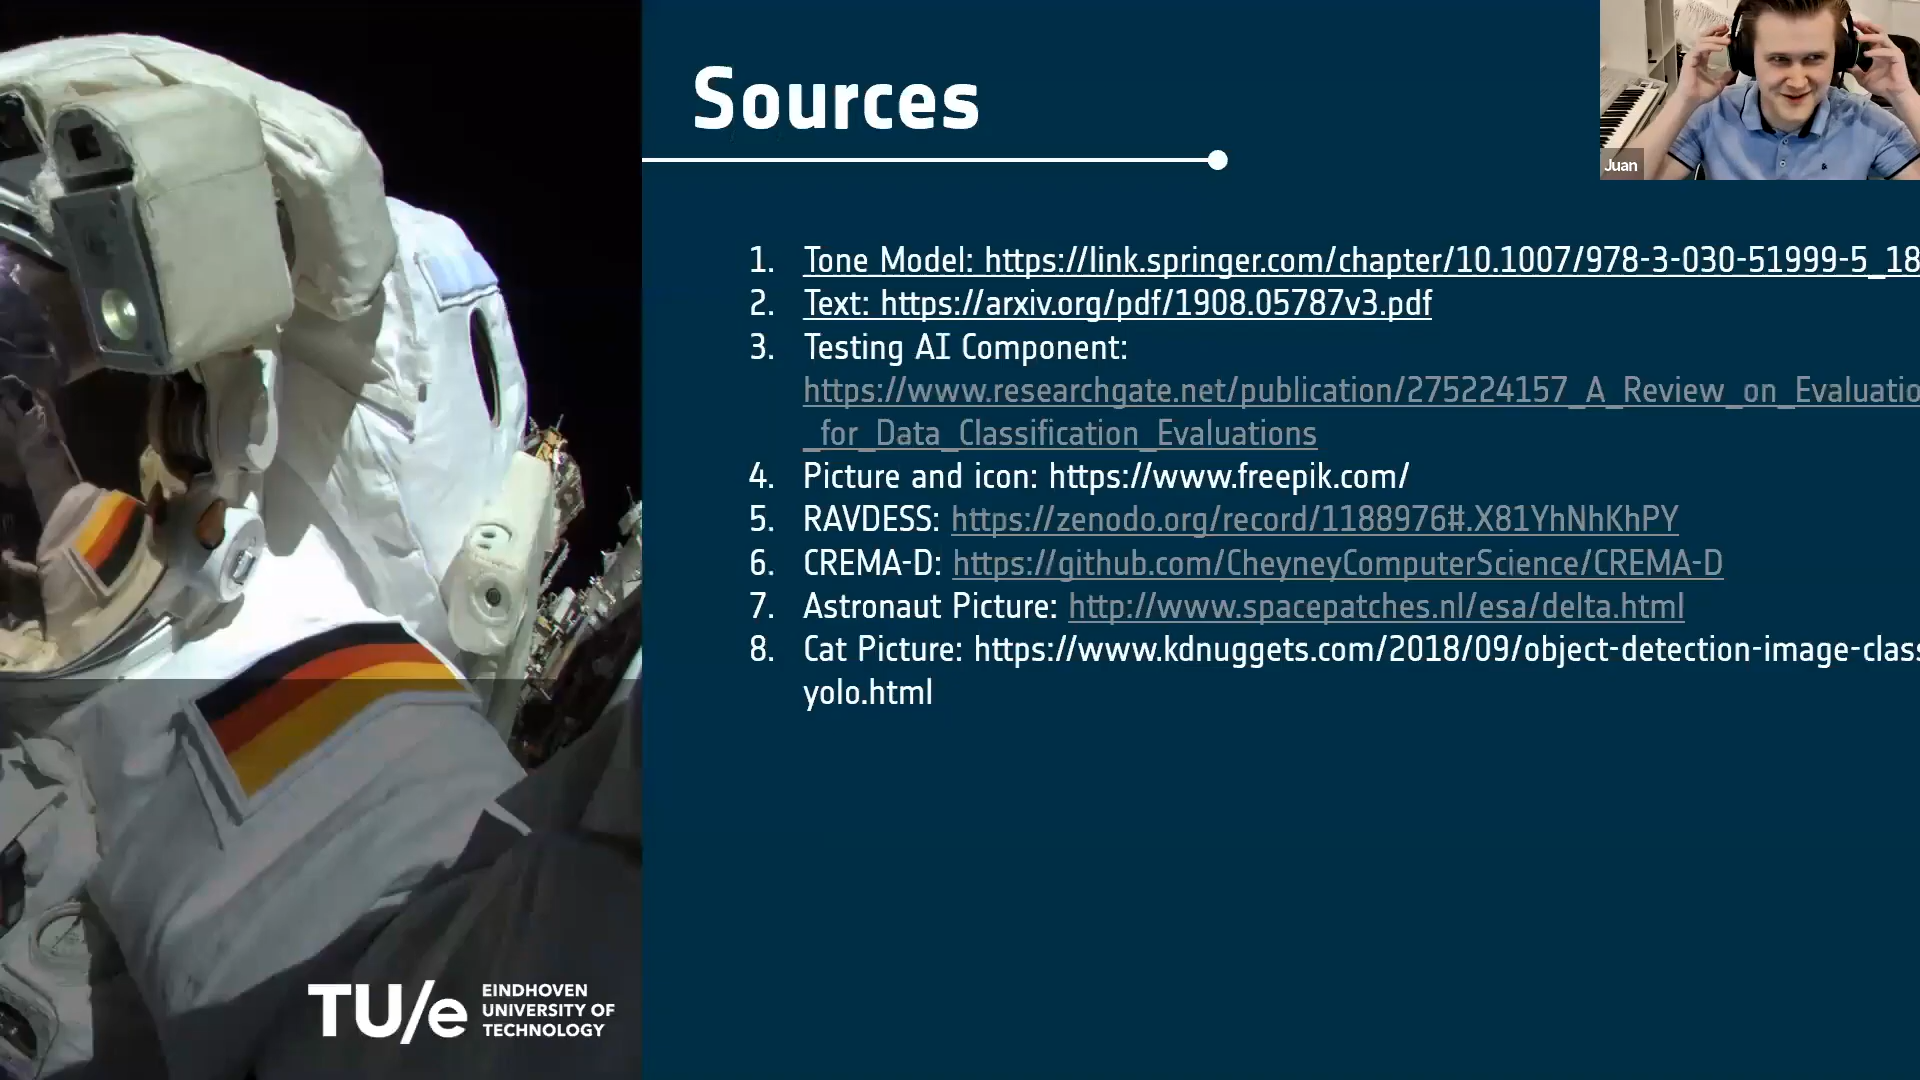 Sources
Juan
1. Tone Model: https://link.springer.com/chapter/10.1007/978-3-030-51999-5_18
2. Text: https://arxiv.org/pdf/1908.05787v3.pdf
3. Testing AI Component:
https://www.researchgate.net/publication/275224157_A_Review_on_Evaluatio
_for_Data_Classification_Evaluations
4. Picture and icon: https://www.freepik.com/
5. RAVDESS: https://zenodo.org/record/1188976#.X81YhNhKhPY
6. CREMA-D: https://github.com/CheyneyComputerScience/CREMA-D
7. Astronaut Picture: http://www.spacepatches.nl/esa/delta.html
8. Cat Picture: https://www.kdnuggets.com/2018/09/object-detection-image-class
yolo.html
TU/e EINDHOVEN
UNIVERSITY OF
TECHNOLOGY